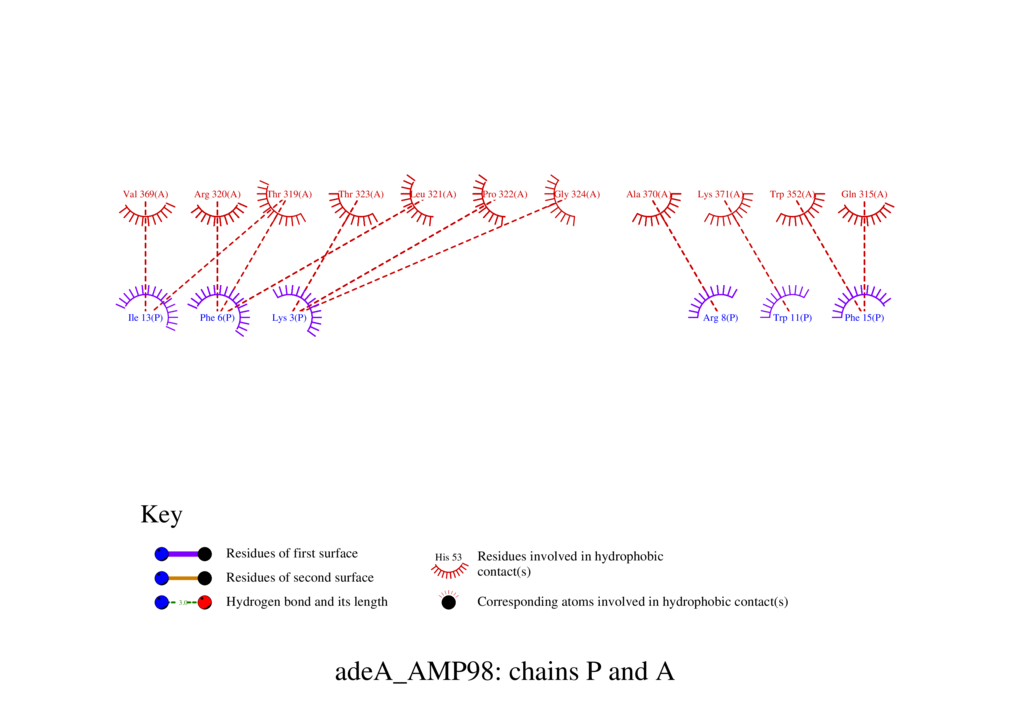 Val 369(A) Arg 320(A) Thr 319(A) Thr 323(A) Leu 321(A) Pro 322(A) Gly 324(A) Ala 370(A) Lys 371(A) Trp 352(A) Gln 315(A)
Ile 13(P) Phe 6(P) Lys 3(P) Arg 8(P) Trp 11(P) Phe 15(P)
Key
Residues of first surface
Residues of second surface
3.0 Hydrogen bond and its length
His 53 Residues involved in hydrophobic
contact(s)
Corresponding atoms involved in hydrophobic contact(s)
adeA_AMP98: chains P and A